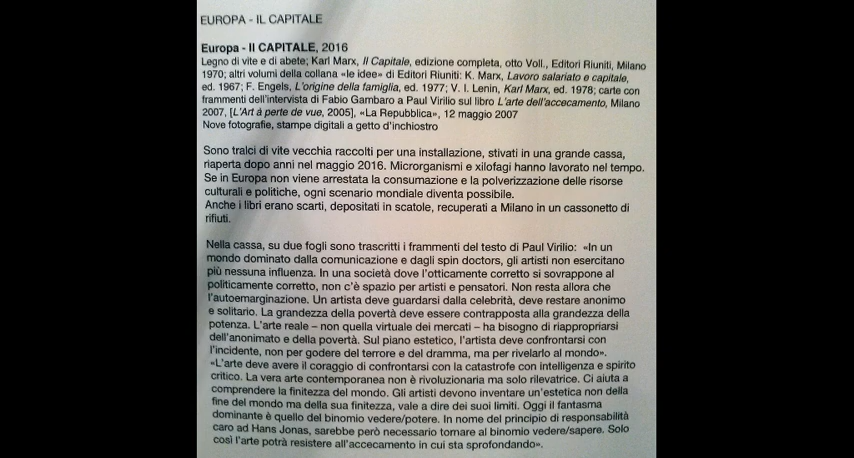 EUROPA - IL CAPITALE
Europa - Il CAPITALE, 2016
Legno di vite e di abete; Karl Marx, Il Capitale, edizione completa, otto Voll., Editori Riuniti, Milano
1970; altri volumi della collana «le idee» di Editori Riuniti: K. Marx, Lavoro salariato e capitale,
ed. 1967; F. Engels, L'origine della famiglia, ed. 1977; V. I. Lenin, Karl Marx, ed. 1978; carte con
frammenti dell'intervista di Fabio Gambaro a Paul Virilio sul libro L'arte dell'accecamento, Milano
2007, [L'Art à perte de vue, 2005], «La Repubblica», 12 maggio 2007
Nove fotografie, stampe digitali a getto d'inchiostro
Sono tralci di vite vecchia raccolti per una installazione, stivati in una grande cassa,
riaperta dopo anni nel maggio 2016. Microrganismi e xilofagi hanno lavorato nel tempo.
Se in Europa non viene arrestata la consumazione e la polverizzazione delle risorse
culturali e politiche, ogni scenario mondiale diventa possibile.
Anche i libri erano scarti, depositati in scatole, recuperati a Milano in un cassonetto di
rifiuti.
Nella cassa, su due fogli sono trascritti i frammenti del testo di Paul Virilio: «In un
mondo dominato dalla comunicazione e dagli spin doctors, gli artisti non esercitano
più nessuna influenza. In una società dove l'otticamente corretto si sovrappone al
politicamente corretto, non c'è spazio per artisti e pensatori. Non resta allora che
l'autoemarginazione. Un artista deve guardarsi dalla celebrità, deve restare anonimo
e solitario. La grandezza della povertà deve essere contrapposta alla grandezza della
potenza. L'arte reale – non quella virtuale dei mercati – ha bisogno di riappropriarsi
dell'anonimato e della povertà. Sul piano estetico, l'artista deve confrontarsi con
l'incidente, non per godere del terrore e del dramma, ma per rivelarlo al mondo».
«L'arte deve avere il coraggio di confrontarsi con la catastrofe con intelligenza e spirito
critico. La vera arte contemporanea non è rivoluzionaria ma solo rilevatrice. Ci aiuta a
comprendere la finitezza del mondo. Gli artisti devono inventare un'estetica non della
fine del mondo ma della sua finitezza, vale a dire dei suoi limiti. Oggi il fantasma
dominante è quello del binomio vedere/potere. In nome del principio di responsabilità
caro ad Hans Jonas, sarebbe però necessario tornare al binomio vedere/sapere. Solo
così l'arte potrà resistere all'accecamento in cui sta sprofondando».